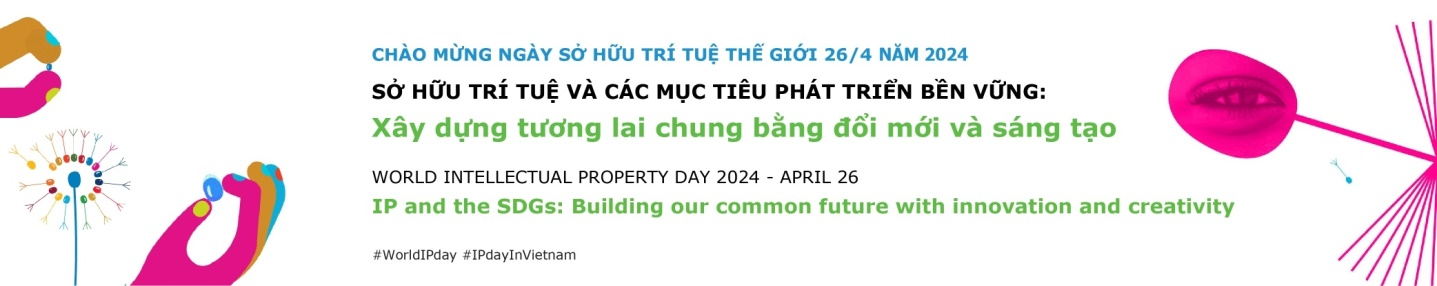 CHÀO MỪNG NGÀY SỞ HỮU TRÍ TUỆ THẾ GIỚI 26/4 NĂM 2024
SỞ HỮU TRÍ TUỆ VÀ CÁC MỤC TIÊU PHÁT TRIỂN BỀN VỮNG:
Xây dựng tương lai chung bằng đổi mới và sáng tạo
WORLD INTELLECTUAL PROPERTY DAY 2024 - APRIL 26
IP and the SDGs: Building our common future with innovation and creativity
#WorldIPday #IPdayInVietnam